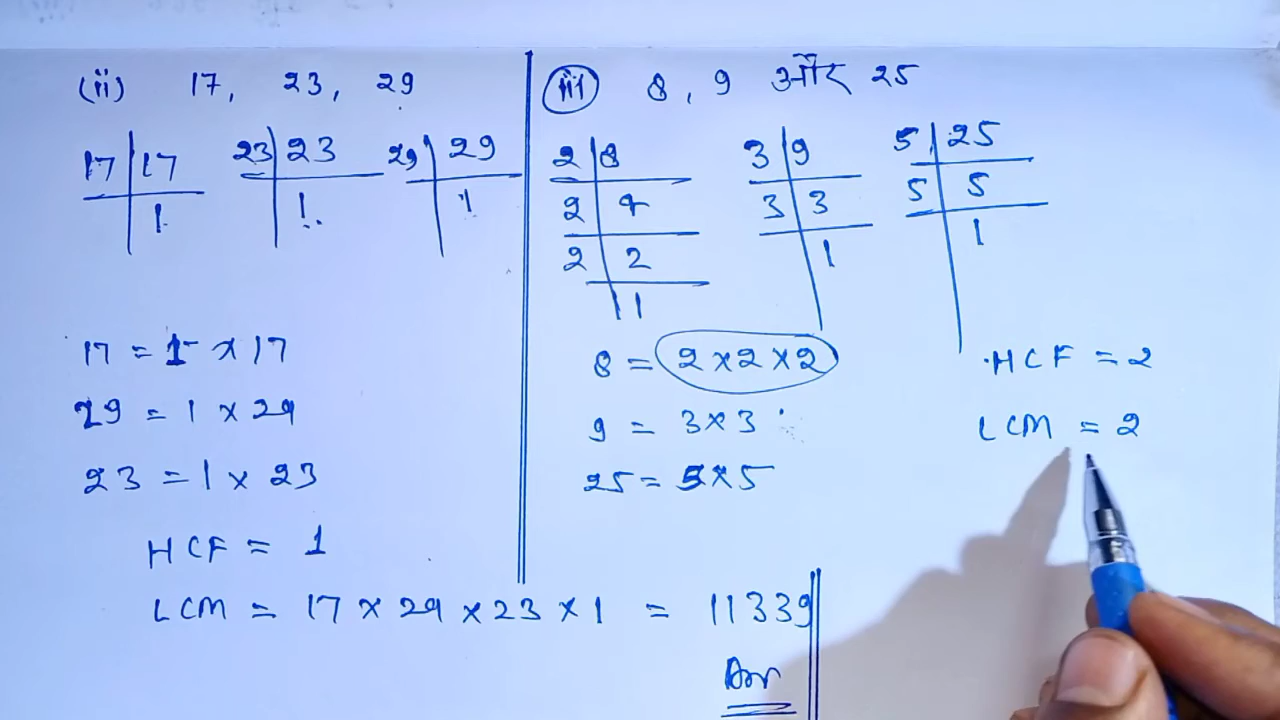 (ii) 17, 23, 29
17 17
1
23 23
1
29 29
1
17 = 1 × 17
29 = 1 × 29
23 = 1 × 23
HCF = 1
LCM = 17 × 29 × 23 × 1 = 11339
Ans
(iii) 8, 9 और 25
2 8
2 4
2 2
1
3 9
3 3
1
5 25
5 5
1
8 = 2 × 2 × 2
9 = 3 × 3
25 = 5 × 5
HCF = 2
LCM = 2